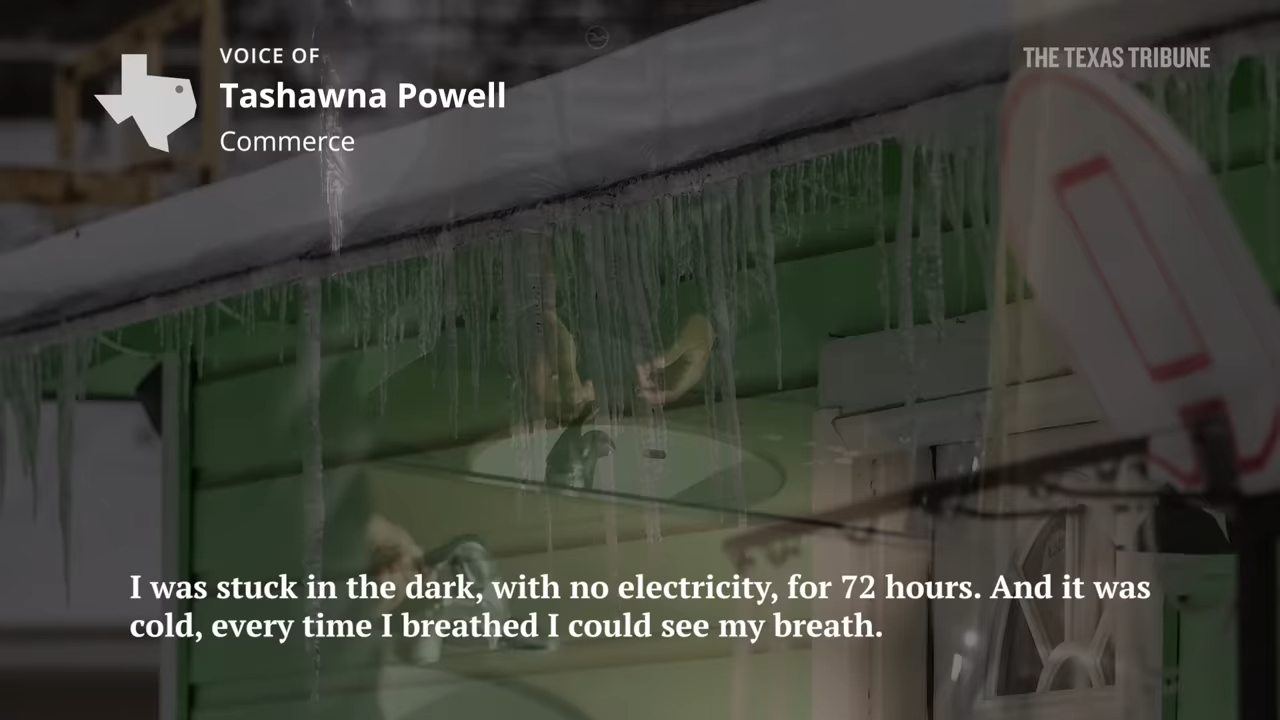 VOICE OF
Tashawna Powell
Commerce
THE TEXAS TRIBUNE
I was stuck in the dark, with no electricity, for 72 hours. And it was
cold, every time I breathed I could see my breath.